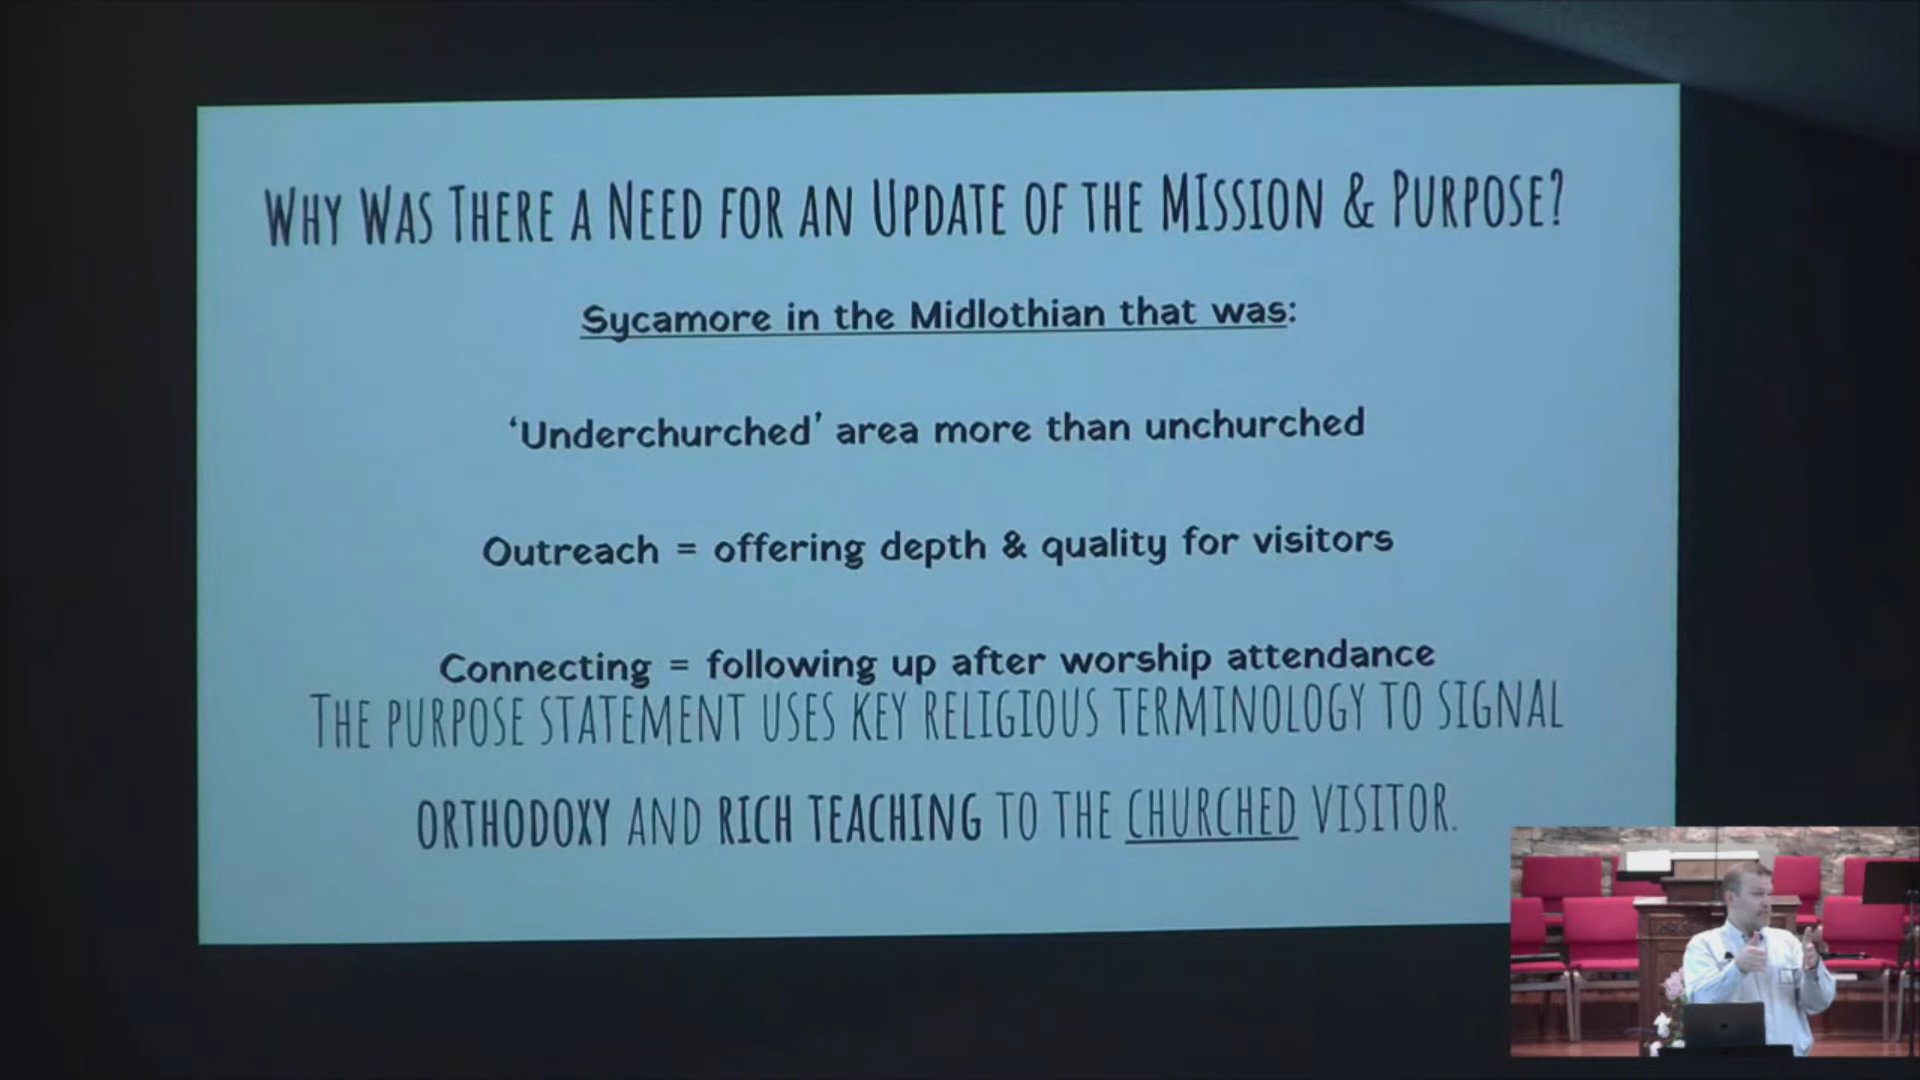 WHY WAS THERE A NEED FOR AN UPDATE OF THE MISSION & PURPOSE?
Sycamore in the Midlothian that was:
‘Underchurched’ area more than unchurched
Outreach = offering depth & quality for visitors
Connecting = following up after worship attendance
THE PURPOSE STATEMENT USES KEY RELIGIOUS TERMINOLOGY TO SIGNAL
ORTHODOXY AND RICH TEACHING TO THE CHURCHED VISITOR.